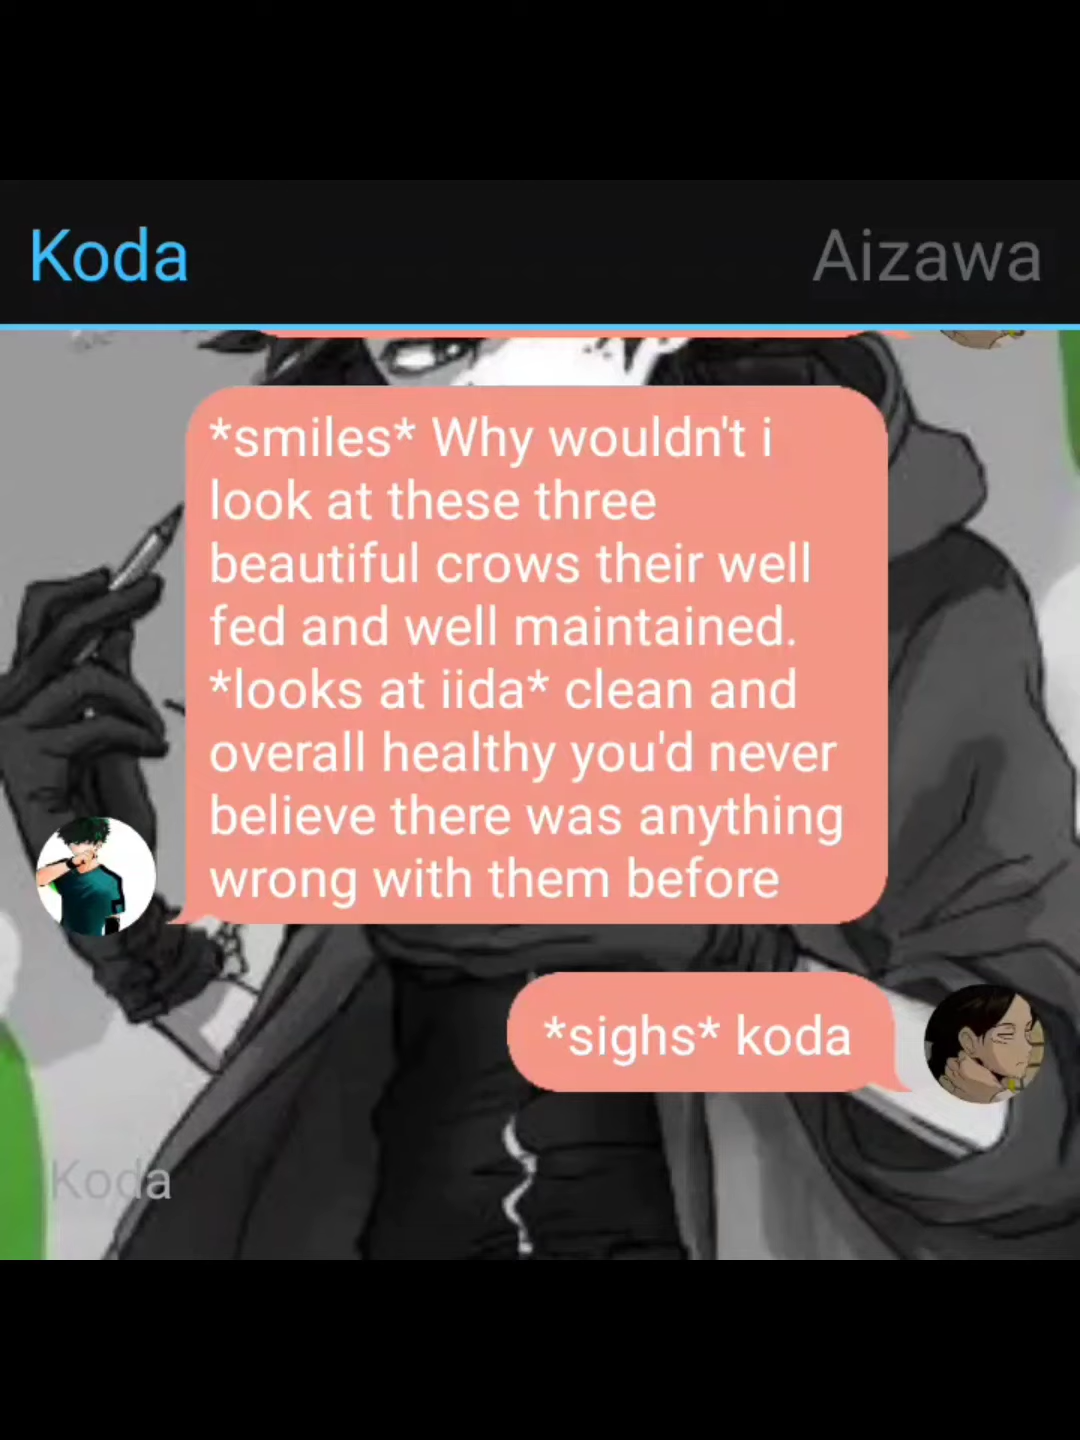 Koda
Aizawa
*smiles* Why wouldn't i
look at these three
beautiful crows their well
fed and well maintained.
*looks at iida* clean and
overall healthy you'd never
believe there was anything
wrong with them before
*sighs* koda
Koda